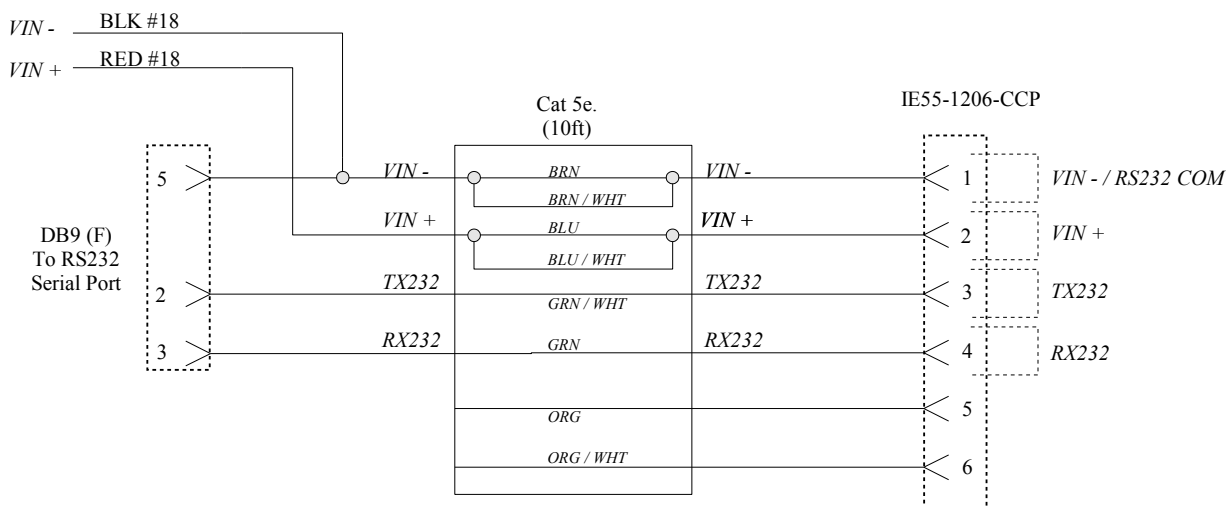 VIN - BLK #18
VIN + RED #18
Cat 5e.
(10ft)
IE55-1206-CCP
5 VIN - BRN VIN - 1 VIN - / RS232 COM
BRN / WHT
VIN + BLU VIN + 2 VIN +
BLU / WHT
DB9 (F)
To RS232
Serial Port
2 TX232 GRN / WHT TX232 3 TX232
3 RX232 GRN RX232 4 RX232
ORG 5
ORG / WHT 6